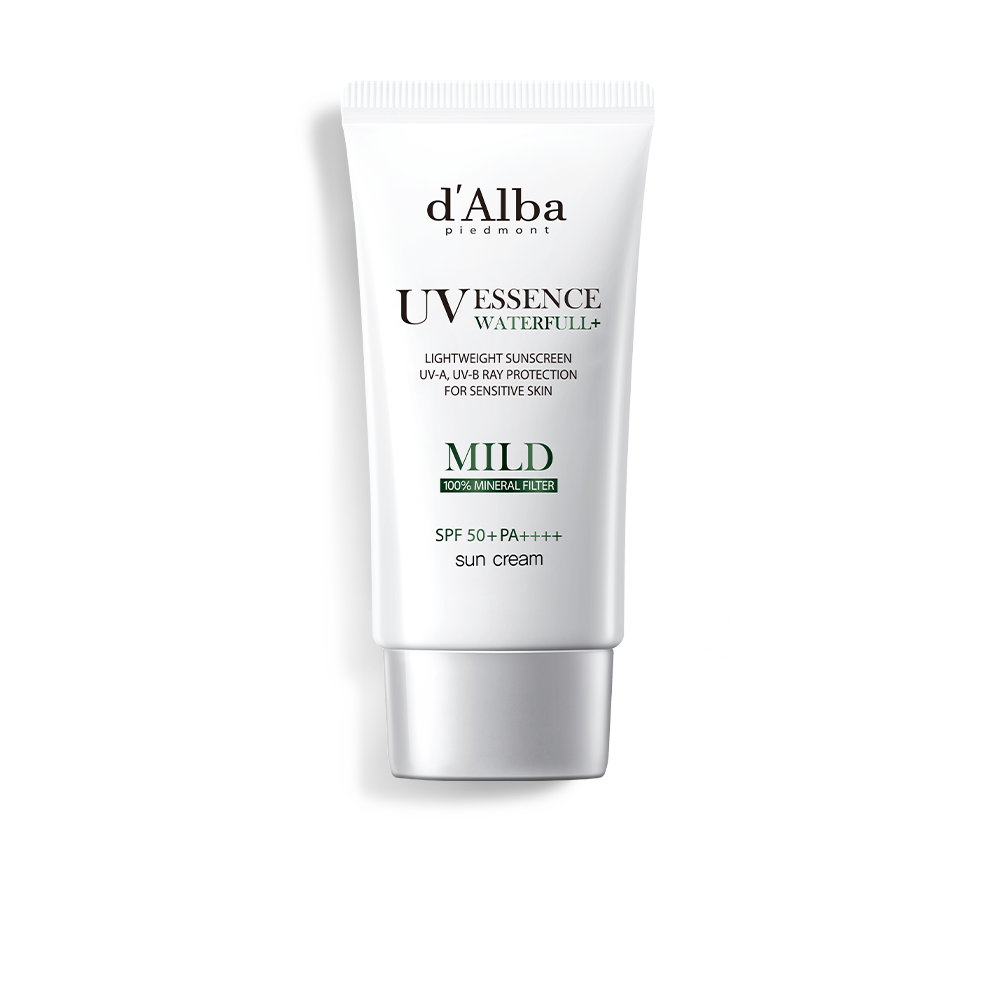 d'Alba
piedmont
UV ESSENCE
WATERFULL+
LIGHTWEIGHT SUNSCREEN
UV-A, UV-B RAY PROTECTION
FOR SENSITIVE SKIN
MILD
100% MINERAL FILTER
SPF 50+PA++++
sun cream